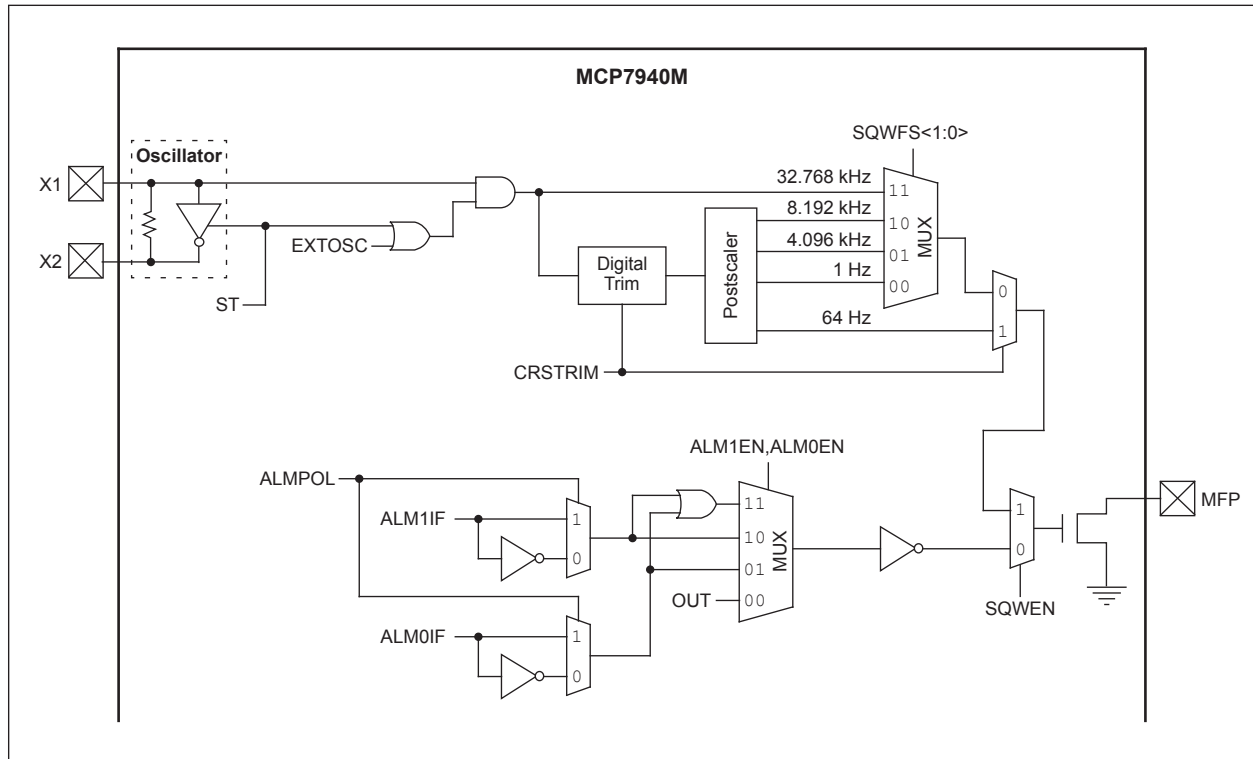 MCP7940M
SQWFS<1:0>
Oscillator
X1
X2
ST
EXTOSC
32.768 kHz
8.192 kHz
4.096 kHz
1 Hz
64 Hz
11
10
01
00
MUX
Digital
Trim
Postscaler
0
1
CRSTRIM
ALM1EN,ALM0EN
ALMPOL
ALM1IF
1
0
ALM0IF
1
0
11
10
01
00
MUX
OUT
1
0
SQWEN
MFP